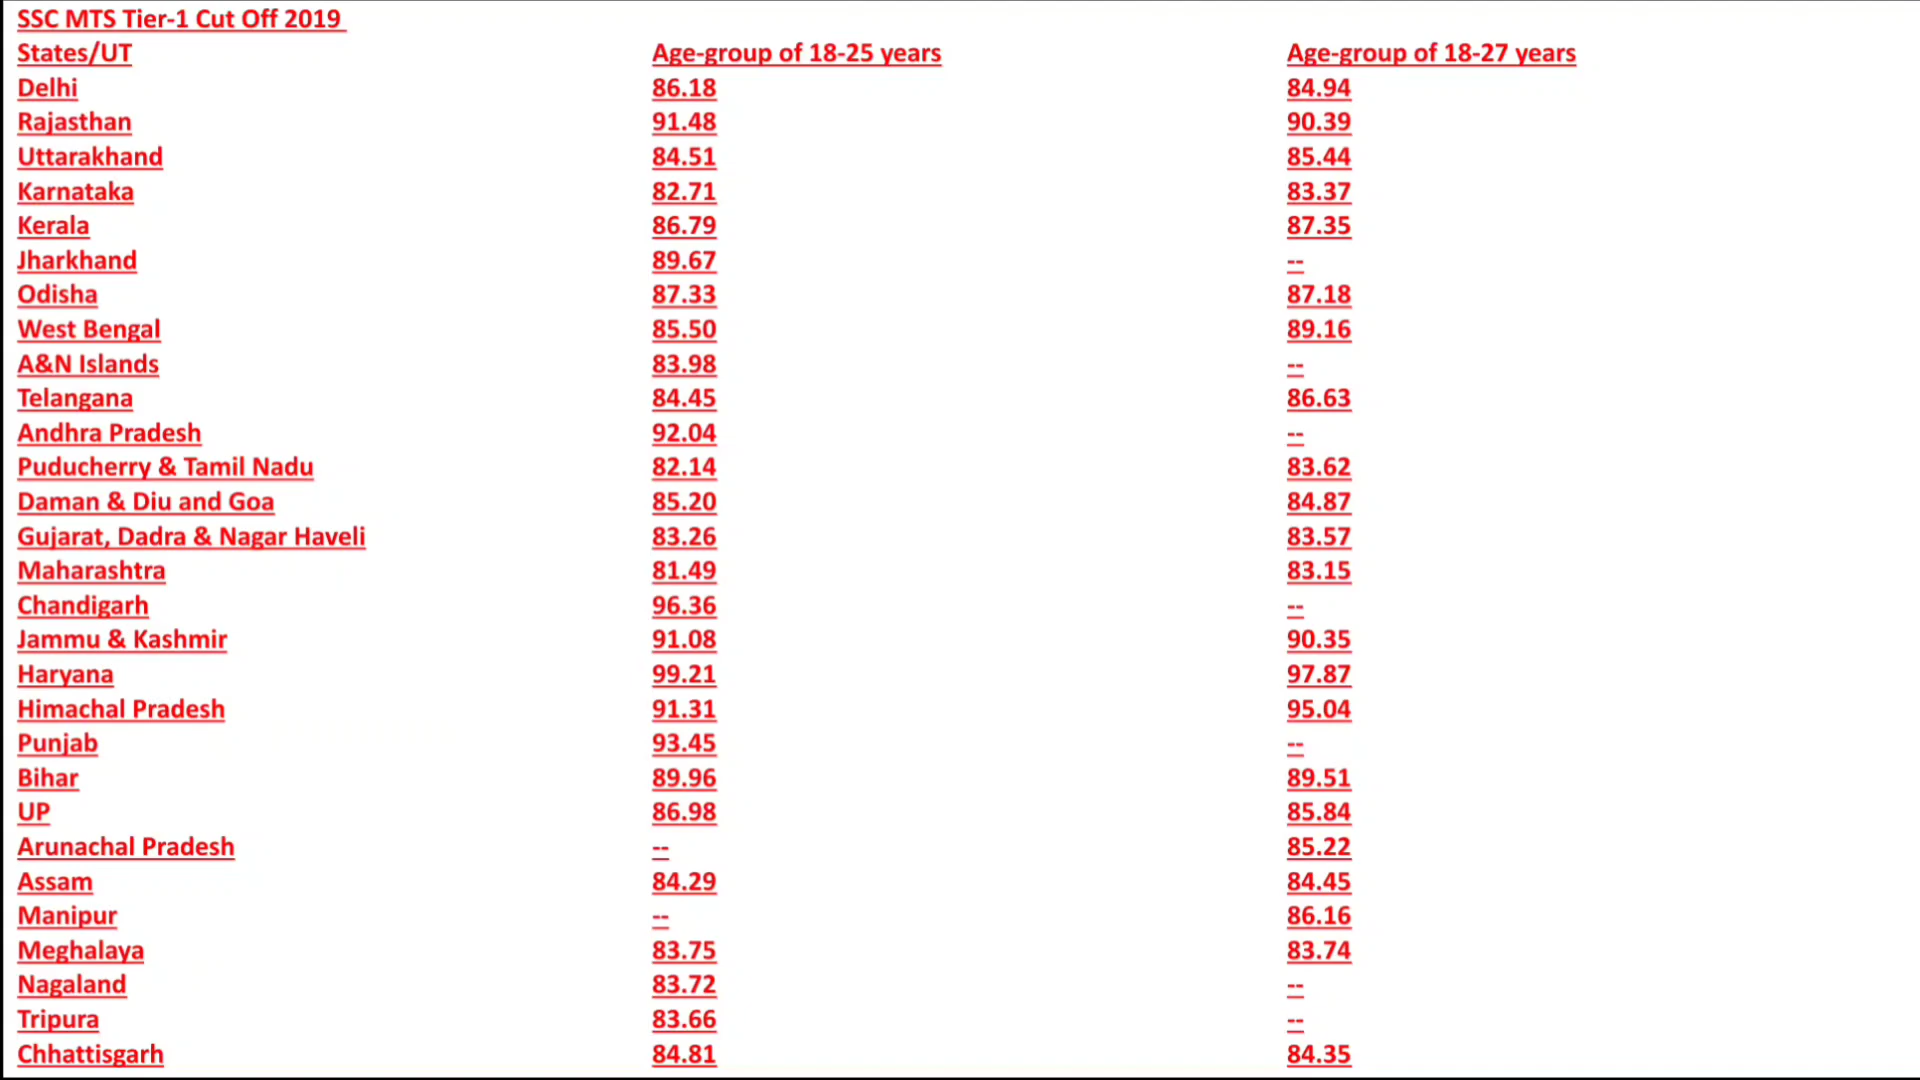 SSC MTS Tier-1 Cut Off 2019
States/UT Age-group of 18-25 years Age-group of 18-27 years
Delhi 86.18 84.94
Rajasthan 91.48 90.39
Uttarakhand 84.51 85.44
Karnataka 82.71 83.37
Kerala 86.79 87.35
Jharkhand 89.67 --
Odisha 87.33 87.18
West Bengal 85.50 89.16
A&N Islands 83.98 --
Telangana 84.45 86.63
Andhra Pradesh 92.04 --
Puducherry & Tamil Nadu 82.14 83.62
Daman & Diu and Goa 85.20 84.87
Gujarat, Dadra & Nagar Haveli 83.26 83.57
Maharashtra 81.49 83.15
Chandigarh 96.36 --
Jammu & Kashmir 91.08 90.35
Haryana 99.21 97.87
Himachal Pradesh 91.31 95.04
Punjab 93.45 --
Bihar 89.96 89.51
UP 86.98 85.84
Arunachal Pradesh -- 85.22
Assam 84.29 84.45
Manipur -- 86.16
Meghalaya 83.75 83.74
Nagaland 83.72 --
Tripura 83.66 --
Chhattisgarh 84.81 84.35